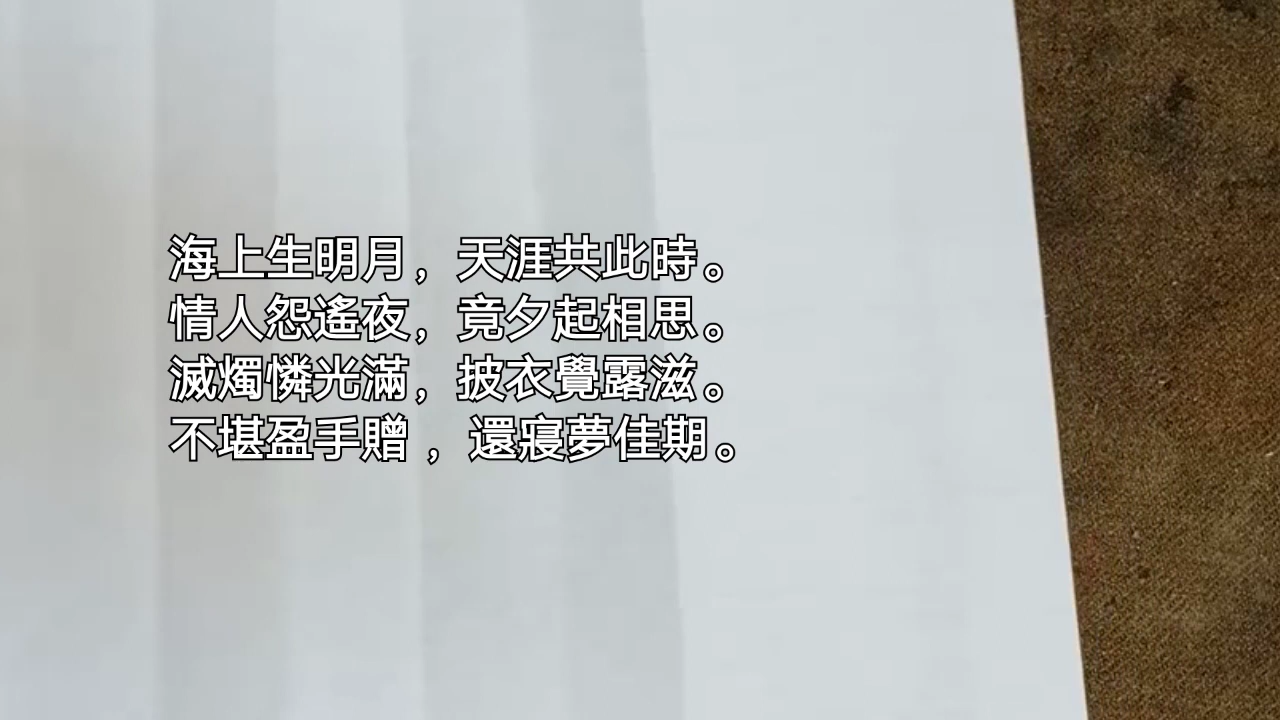 海上生明月，天涯共此時。
情人怨遙夜，竟夕起相思。
滅燭憐光滿，披衣覺露滋。
不堪盈手贈 ，還寢夢佳期。